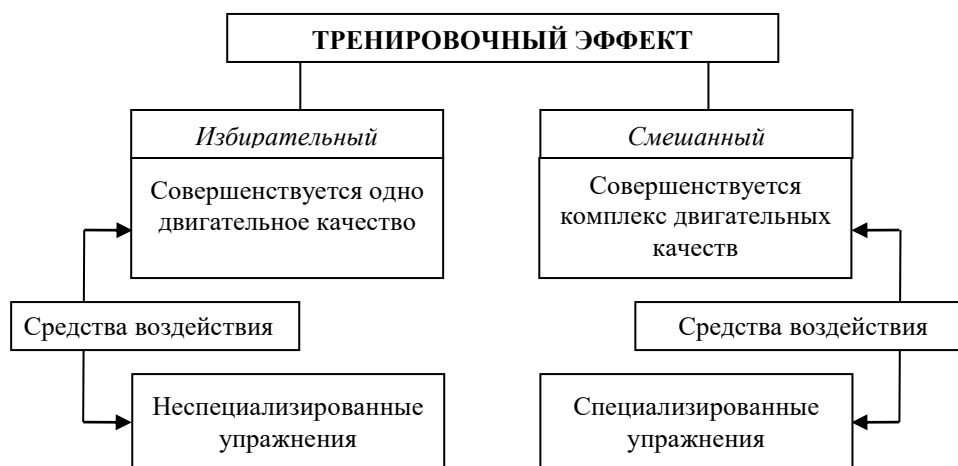 ТРЕНИРОВОЧНЫЙ ЭФФЕКТ
Избирательный
Совершенствуется одно
двигательное качество
Средства воздействия
Неспециализированные
упражнения
Смешанный
Совершенствуется
комплекс двигательных
качеств
Средства воздействия
Специализированные
упражнения